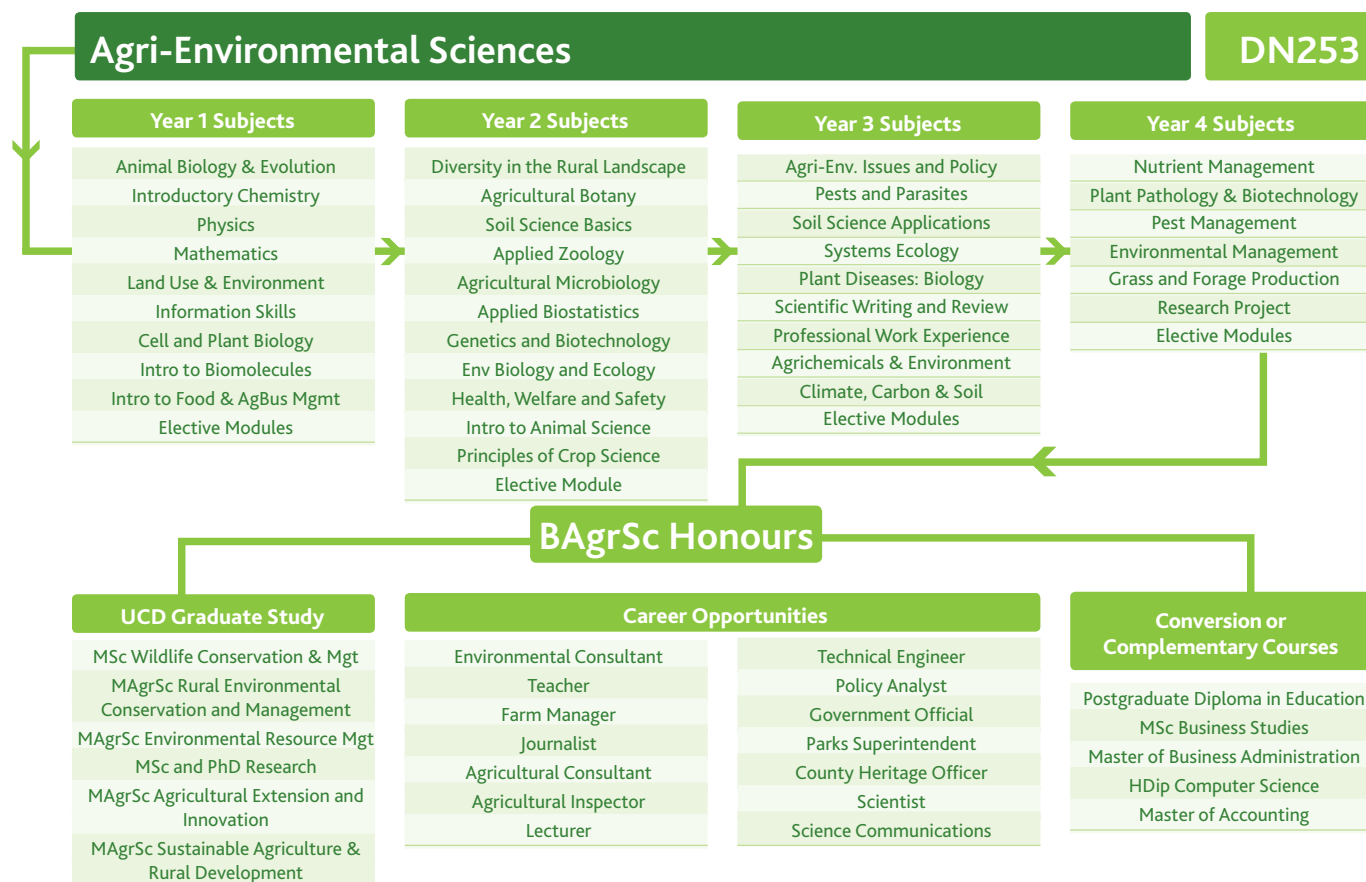 Agri-Environmental Sciences
DN253
Year 1 Subjects
Animal Biology & Evolution
Introductory Chemistry
Physics
Mathematics
Land Use & Environment
Information Skills
Cell and Plant Biology
Intro to Biomolecules
Intro to Food & AgBus Mgmt
Elective Modules
Year 2 Subjects
Diversity in the Rural Landscape
Agricultural Botany
Soil Science Basics
Applied Zoology
Agricultural Microbiology
Applied Biostatistics
Genetics and Biotechnology
Env Biology and Ecology
Health, Welfare and Safety
Intro to Animal Science
Principles of Crop Science
Elective Module
Year 3 Subjects
Agri-Env. Issues and Policy
Pests and Parasites
Soil Science Applications
Systems Ecology
Plant Diseases: Biology
Scientific Writing and Review
Professional Work Experience
Agrichemicals & Environment
Climate, Carbon & Soil
Elective Modules
Year 4 Subjects
Nutrient Management
Plant Pathology & Biotechnology
Pest Management
Environmental Management
Grass and Forage Production
Research Project
Elective Modules
BAgrSc Honours
UCD Graduate Study
MSc Wildlife Conservation & Mgt
MAgrSc Rural Environmental
Conservation and Management
MAgrSc Environmental Resource Mgt
MSc and PhD Research
MAgrSc Agricultural Extension and
Innovation
MAgrSc Sustainable Agriculture &
Rural Development
Career Opportunities
Environmental Consultant
Teacher
Farm Manager
Journalist
Agricultural Consultant
Agricultural Inspector
Lecturer
Technical Engineer
Policy Analyst
Government Official
Parks Superintendent
County Heritage Officer
Scientist
Science Communications
Conversion or
Complementary Courses
Postgraduate Diploma in Education
MSc Business Studies
Master of Business Administration
HDip Computer Science
Master of Accounting